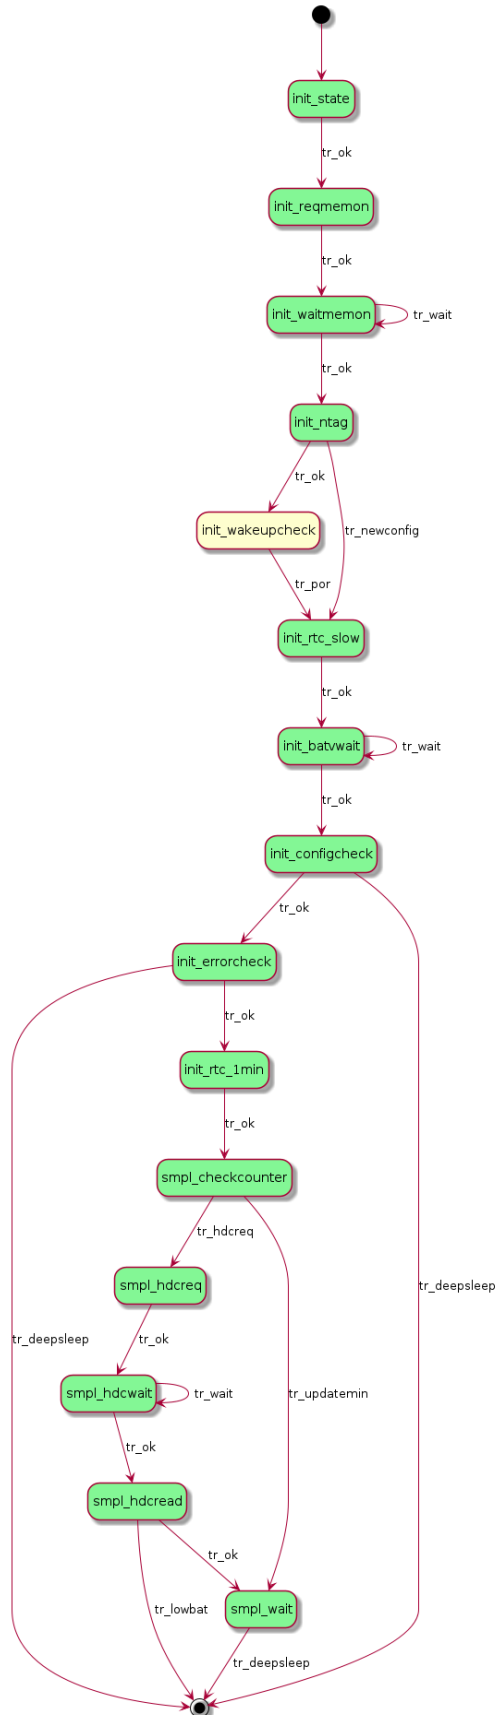 init_state
tr_ok
init_reqmemon
tr_ok
init_waitmemon
tr_wait
tr_ok
init_ntag
tr_ok
init_wakeupcheck
tr_newconfig
tr_por
init_rtc_slow
tr_ok
init_batvwait
tr_wait
tr_ok
init_configcheck
tr_ok
init_errorcheck
tr_ok
init_rtc_1min
tr_ok
smpl_checkcounter
tr_hdcreq
smpl_hdcreq
tr_deepsleep
tr_deepsleep
tr_ok
smpl_hdcwait
tr_wait
tr_updatemin
tr_ok
smpl_hdcread
tr_ok
tr_lowbat
smpl_wait
tr_deepsleep